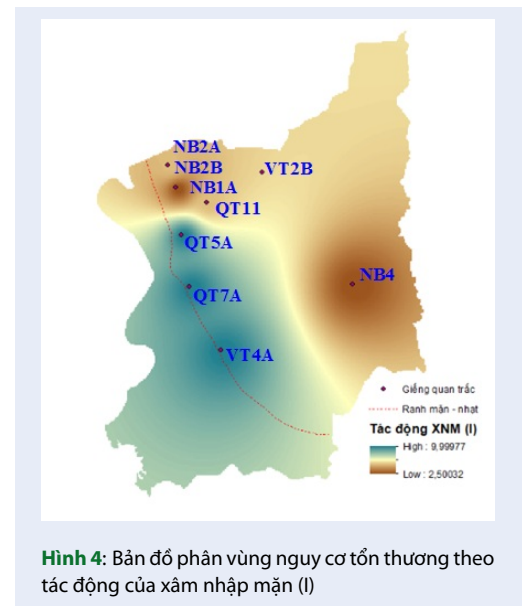 NB2A
NB2B
VT2B
NB1A
QT11
QT5A
NB4
QT7A
VT4A
Giếng quan trắc
Ranh mặn - nhạt
Tác động XNM (I)
High : 9,99977
Low : 2,50032
Hình 4: Bản đồ phân vùng nguy cơ tổn thương theo
tác động của xâm nhập mặn (I)